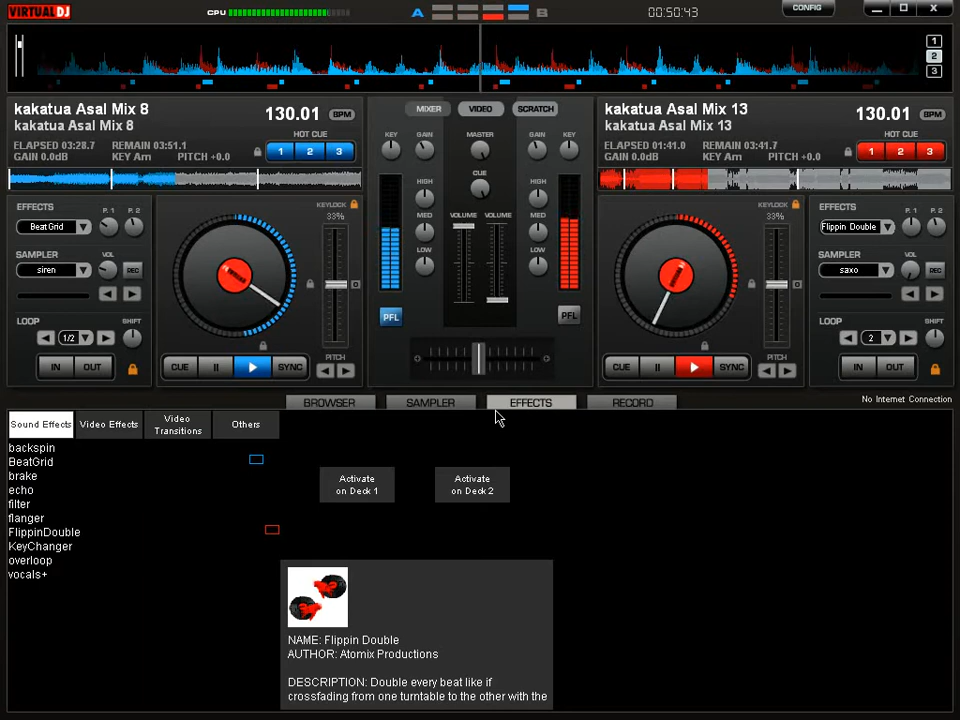 VIRTUAL DJ
CPU
A
B
00:50:43
CONFIG
1
2
3
kakatua Asal Mix 8
kakatua Asal Mix 8
130.01 BPM
HOT CUE
ELAPSED 03:28.7 REMAIN 03:51.1
GAIN 0.0dB KEY Am PITCH +0.0
1 2 3
MIXER VIDEO SCRATCH
kakatua Asal Mix 13
kakatua Asal Mix 13
130.01 BPM
HOT CUE
ELAPSED 01:41.0 REMAIN 03:41.7
GAIN 0.0dB KEY Am PITCH +0.0
1 2 3
KEY GAIN MASTER GAIN KEY
HIGH CUE HIGH
MED VOLUME VOLUME MED
LOW LOW
PFL PFL
EFFECTS P. 1 P. 2
BeatGrid
SAMPLER VOL
siren REC
LOOP SHIFT
1/2
IN OUT
KEYLOCK
33%
0
CUE II SYNC
PITCH
EFFECTS P. 1 P. 2
Flippin Double
SAMPLER VOL
saxo REC
LOOP SHIFT
2
IN OUT
KEYLOCK
33%
0
CUE II SYNC
PITCH
BROWSER SAMPLER EFFECTS RECORD
No Internet Connection
Sound Effects
Video Effects
Video
Transitions
Others
backspin
BeatGrid
brake
echo
filter
flanger
FlippinDouble
KeyChanger
overloop
vocals+
Activate
on Deck 1
Activate
on Deck 2
NAME: Flippin Double
AUTHOR: Atomix Productions
DESCRIPTION: Double every beat like if
crossfading from one turntable to the other with the